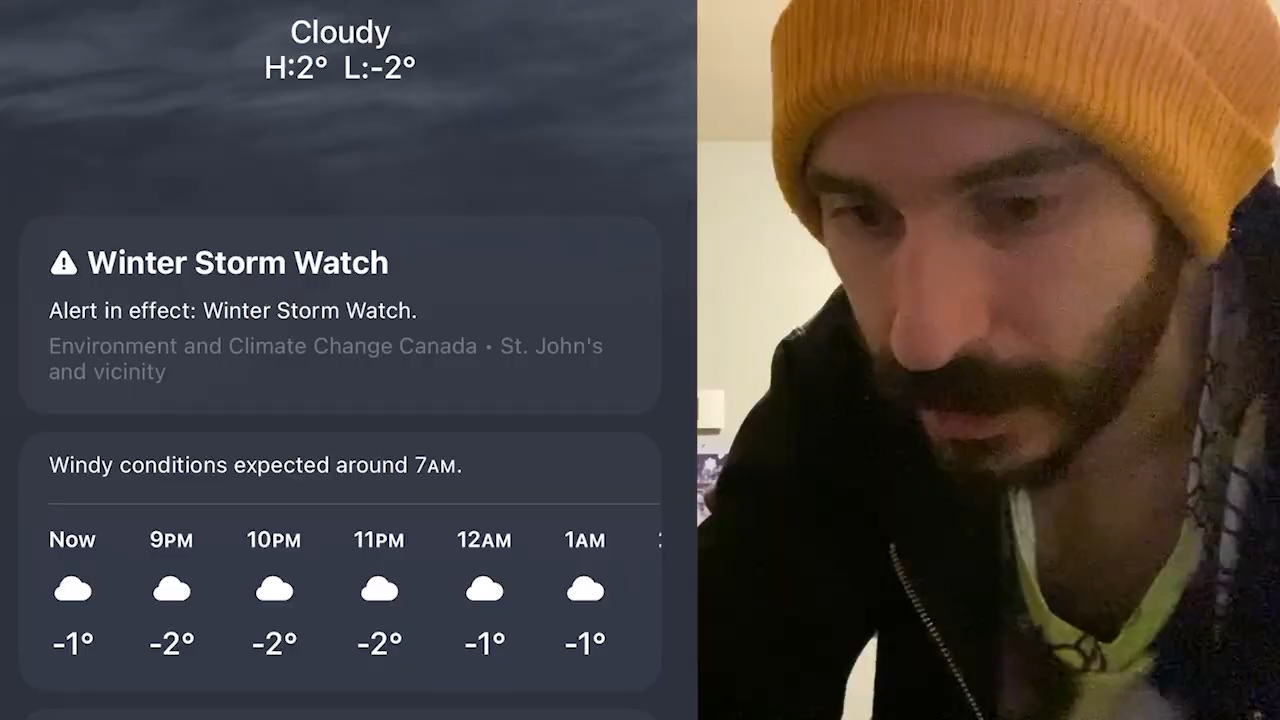 Cloudy
H:2° L:-2°
Winter Storm Watch
Alert in effect: Winter Storm Watch.
Environment and Climate Change Canada • St. John's
and vicinity
Windy conditions expected around 7AM.
Now 9PM 10PM 11PM 12AM 1AM
-1° -2° -2° -2° -1° -1°